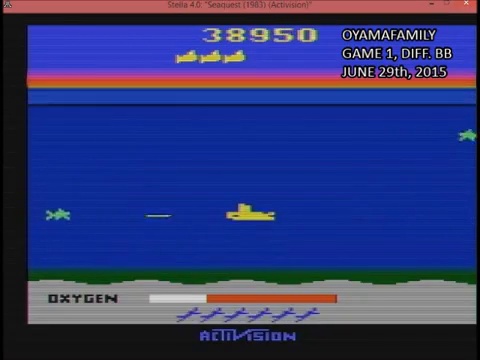 Stella 4.0: "Seaquest (1983) (Activision)"
38950
OYAMAFAMILY
GAME 1, DIFF. BB
JUNE 29th, 2015
OXYGEN
ACTIVISION